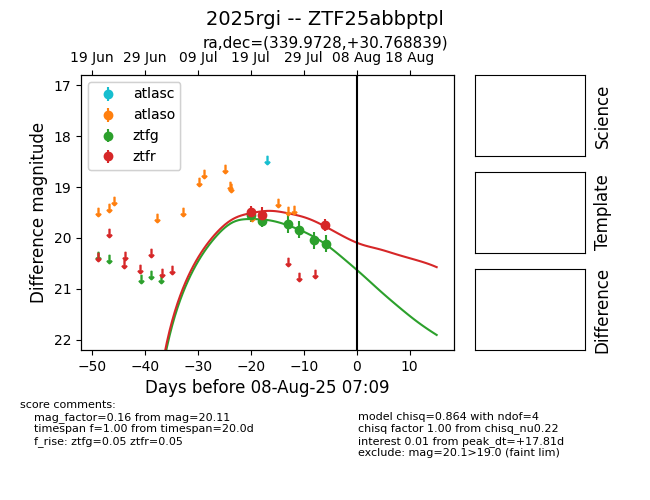 2025rgi -- ZTF25abbptpl
ra,dec=(339.9728,+30.768839)
19 Jun 29 Jun 09 Jul 19 Jul 29 Jul 08 Aug 18 Aug
atlasc
atlaso
ztfg
ztfr
17
18
19
20
21
22
Difference magnitude
−50 −40 −30 −20 −10 0 10
Days before 08-Aug-25 07:09
Science
Template
Difference
score comments:
mag_factor=0.16 from mag=20.11
timespan f=1.00 from timespan=20.0d
f_rise: ztfg=0.05 ztfr=0.05
model chisq=0.864 with ndof=4
chisq factor 1.00 from chisq_nu0.22
interest 0.01 from peak_dt=+17.81d
exclude: mag=20.1>19.0 (faint lim)